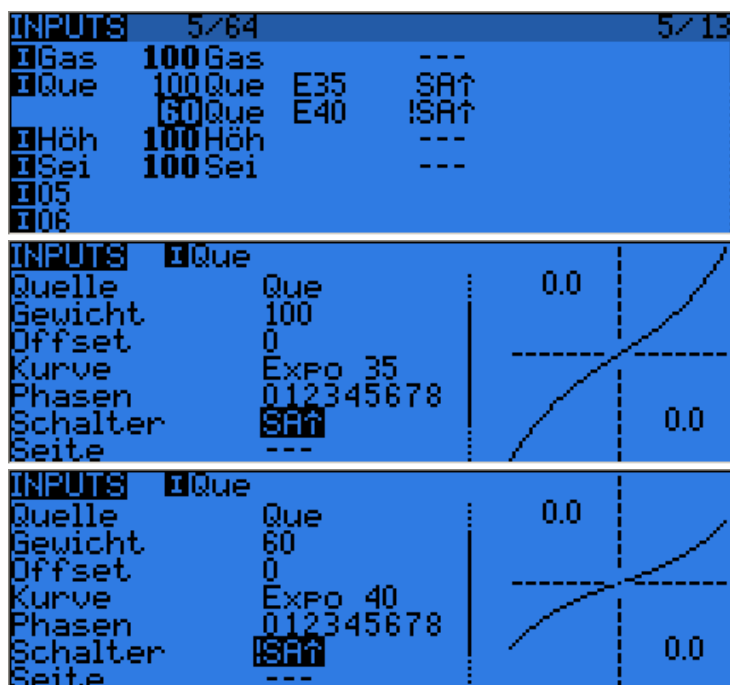 INPUTS 5/64 5/13
IGas 100 Gas ---
IQue 100 Que E35 SA↑
60 Que E40 !SA↑
IHöh 100 Höh ---
ISei 100 Sei ---
I05
I06
INPUTS IQue
Quelle Que 0.0
Gewicht 100
Offset 0
Kurve Expo 35
Phasen 012345678
Schalter SA↑ 0.0
Seite ---
INPUTS IQue
Quelle Que 0.0
Gewicht 60
Offset 0
Kurve Expo 40
Phasen 012345678
Schalter !SA↑ 0.0
Seite ---